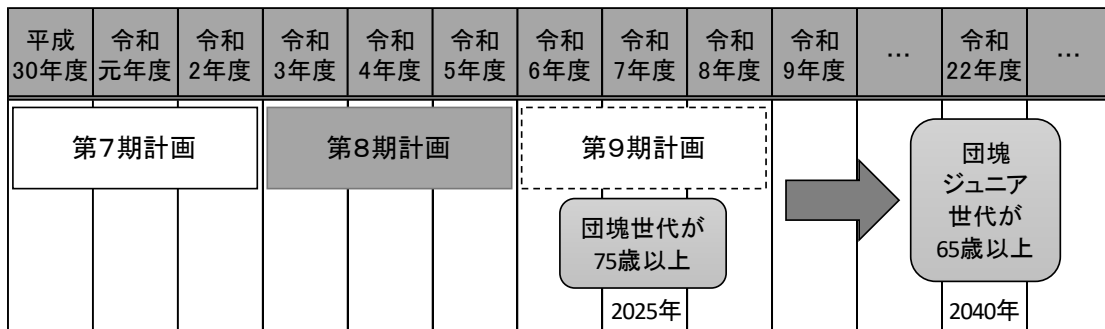 平成
30年度
令和
元年度
令和
2年度
令和
3年度
令和
4年度
令和
5年度
令和
6年度
令和
7年度
令和
8年度
令和
9年度
…
令和
22年度
…
第7期計画
第8期計画
第9期計画
団塊世代が
75歳以上
2025年
団塊
ジュニア
世代が
65歳以上
2040年